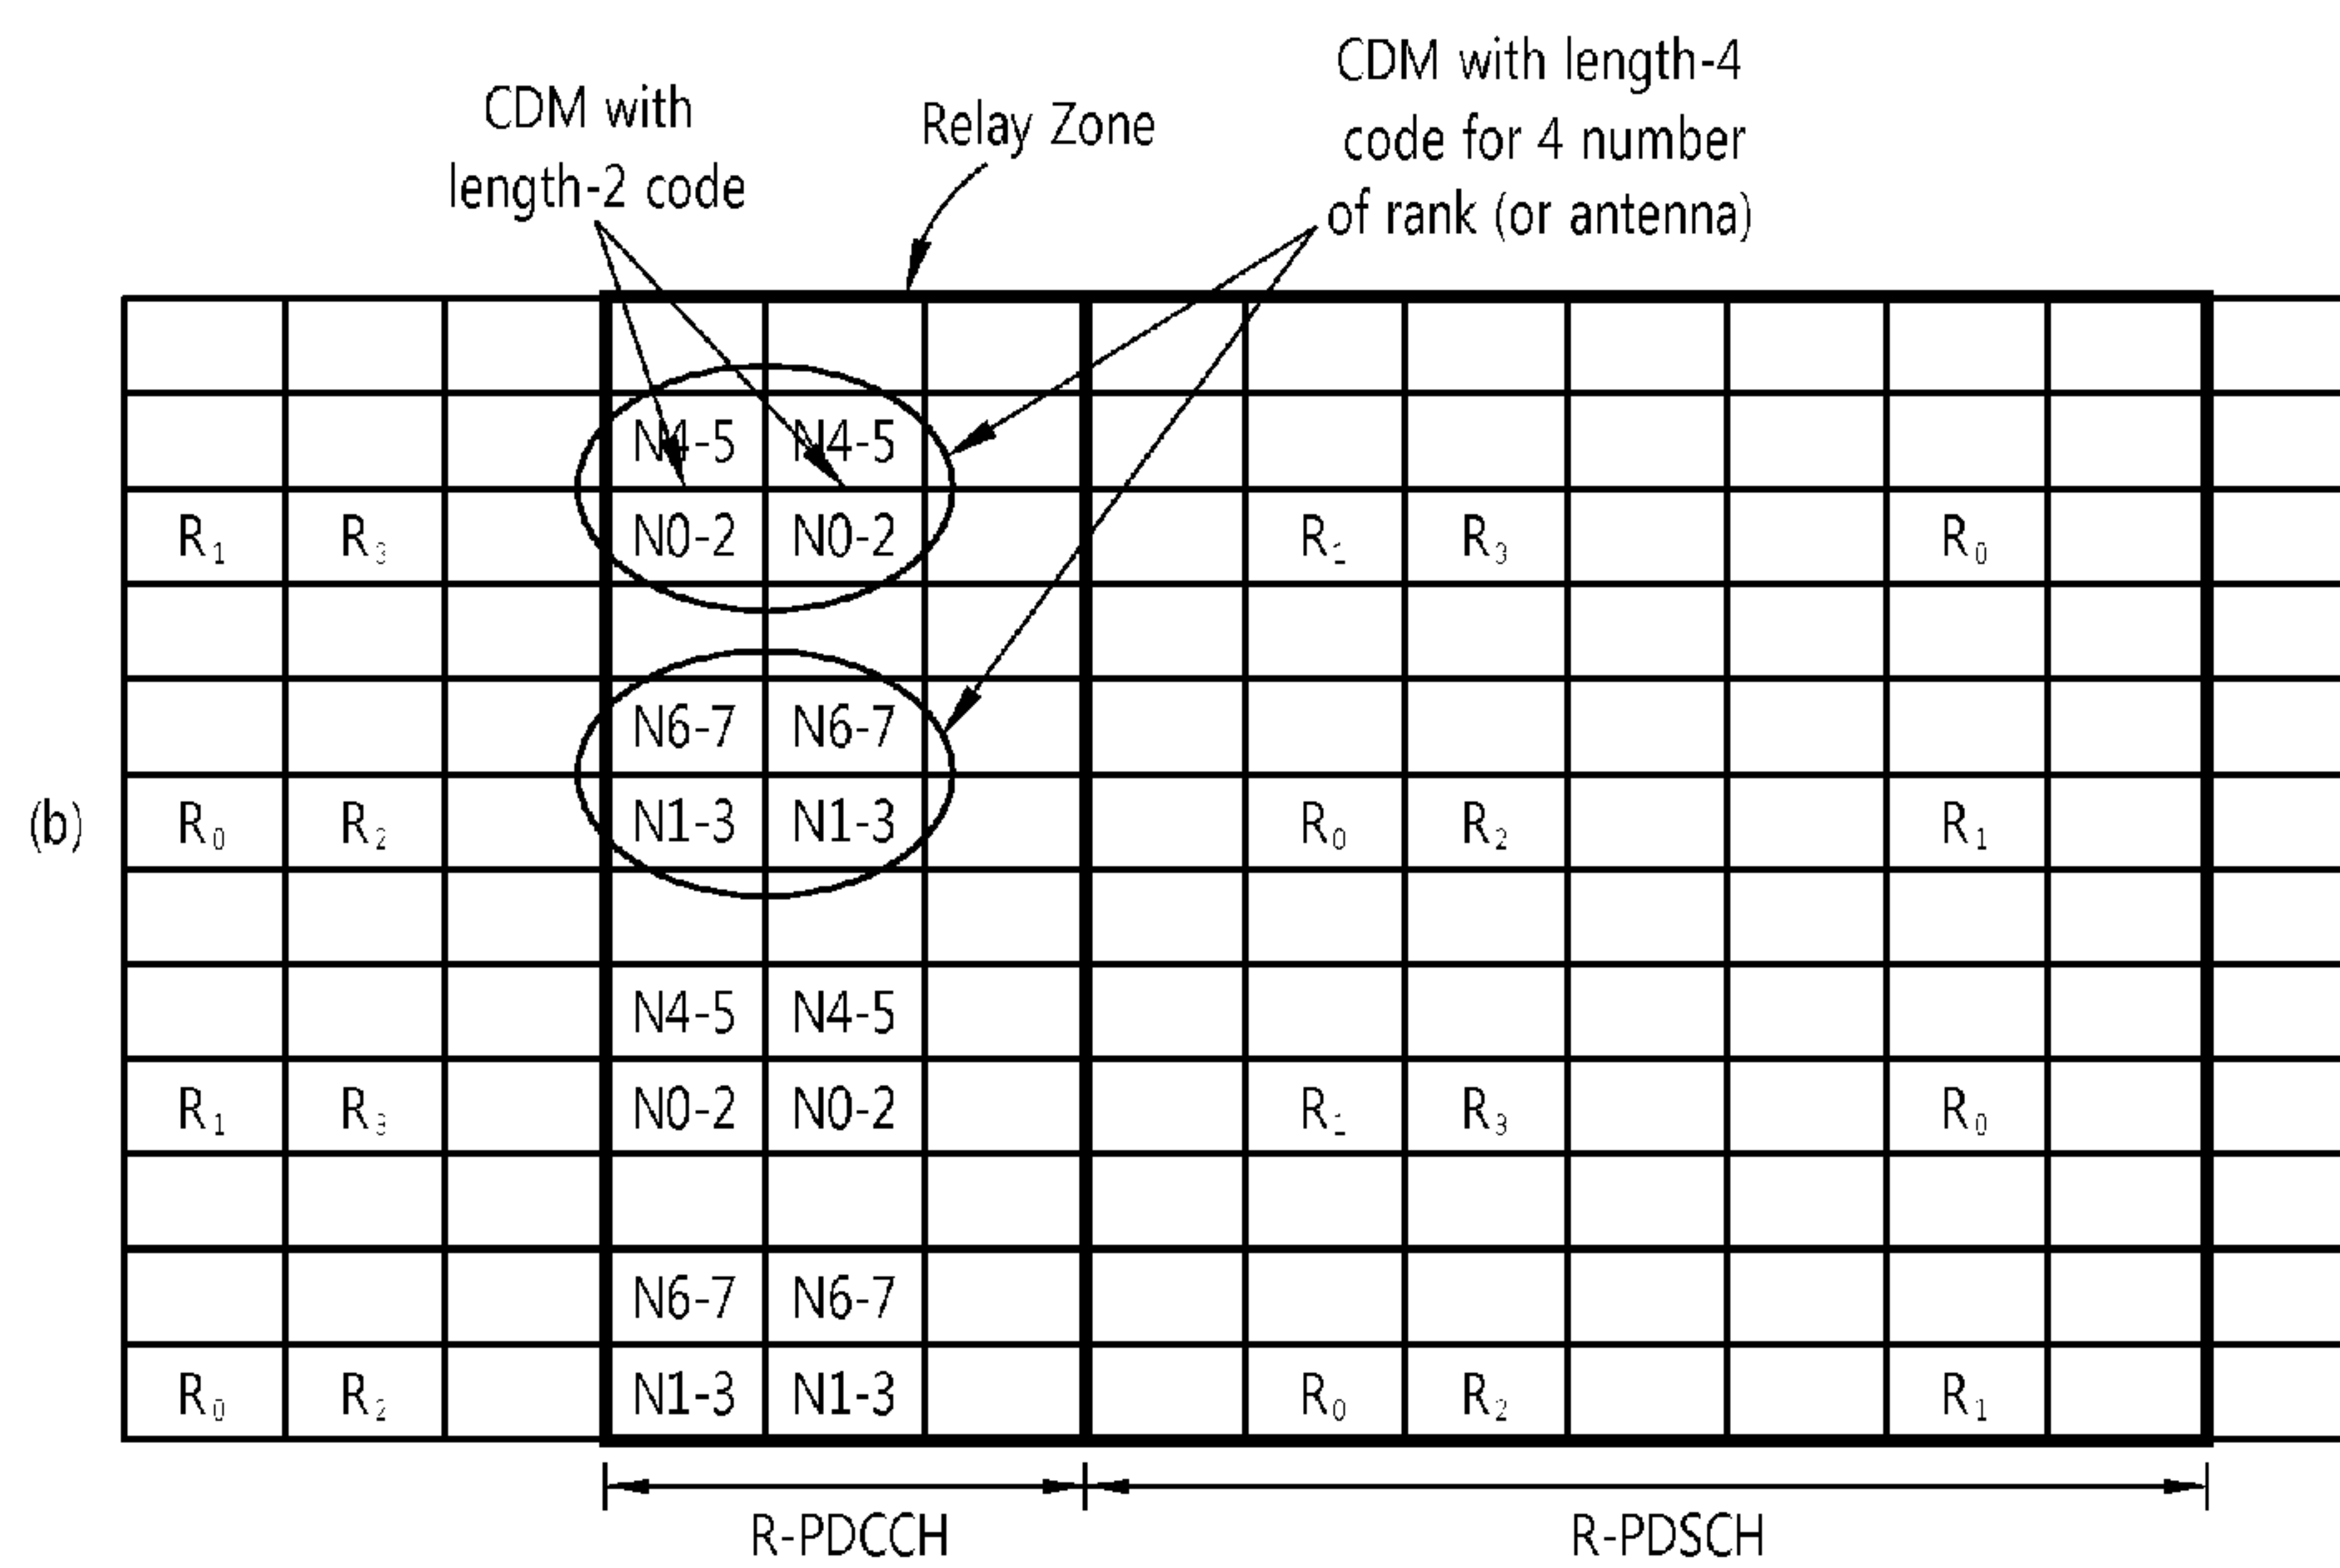 CDM with
length-2 code
Relay Zone
CDM with length-4
code for 4 number
of rank (or antenna)
N4-5 N4-5
R1 R3 N0-2 N0-2 R1 R3 R0
N6-7 N6-7
(b) R0 R2 N1-3 N1-3 R0 R2 R1
N4-5 N4-5
R1 R3 N0-2 N0-2 R1 R3 R0
N6-7 N6-7
R0 R2 N1-3 N1-3 R0 R2 R1
R-PDCCH R-PDSCH